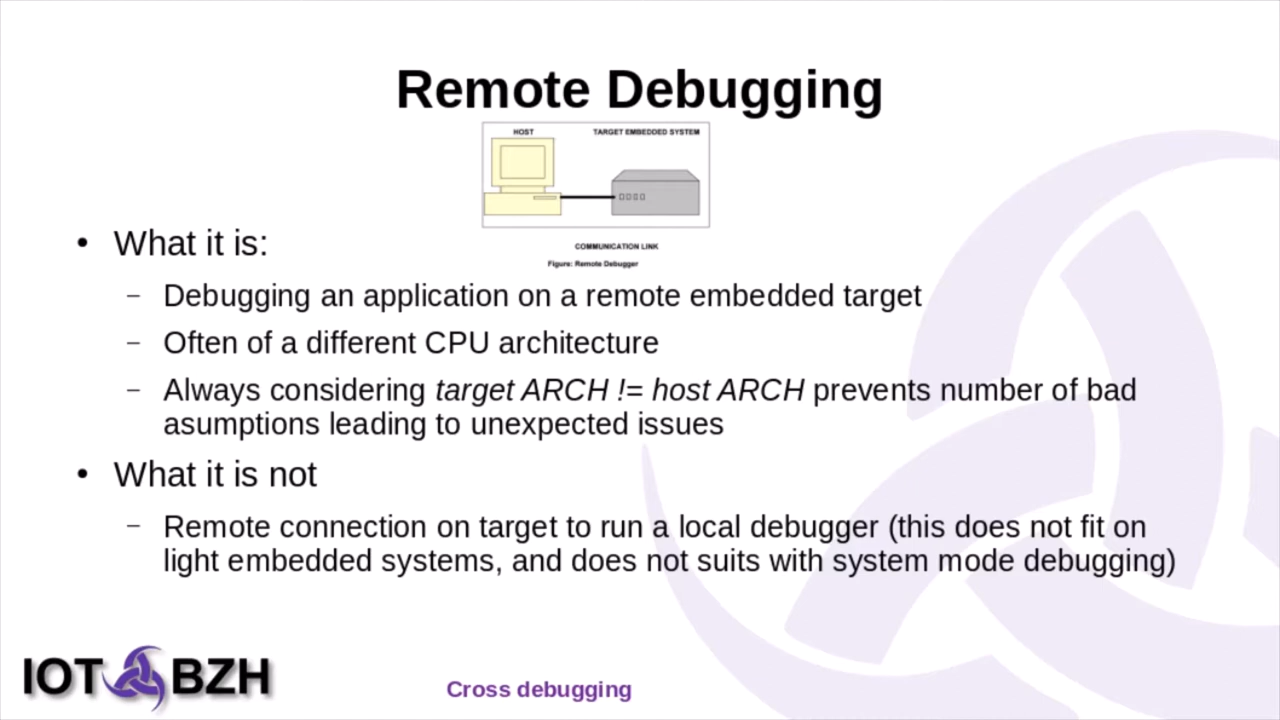 Remote Debugging
HOST
TARGET EMBEDDED SYSTEM
COMMUNICATION LINK
Figure: Remote Debugger
• What it is:
– Debugging an application on a remote embedded target
– Often of a different CPU architecture
– Always considering target ARCH != host ARCH prevents number of bad
asumptions leading to unexpected issues
• What it is not
– Remote connection on target to run a local debugger (this does not fit on
light embedded systems, and does not suits with system mode debugging)
IOT BZH
Cross debugging